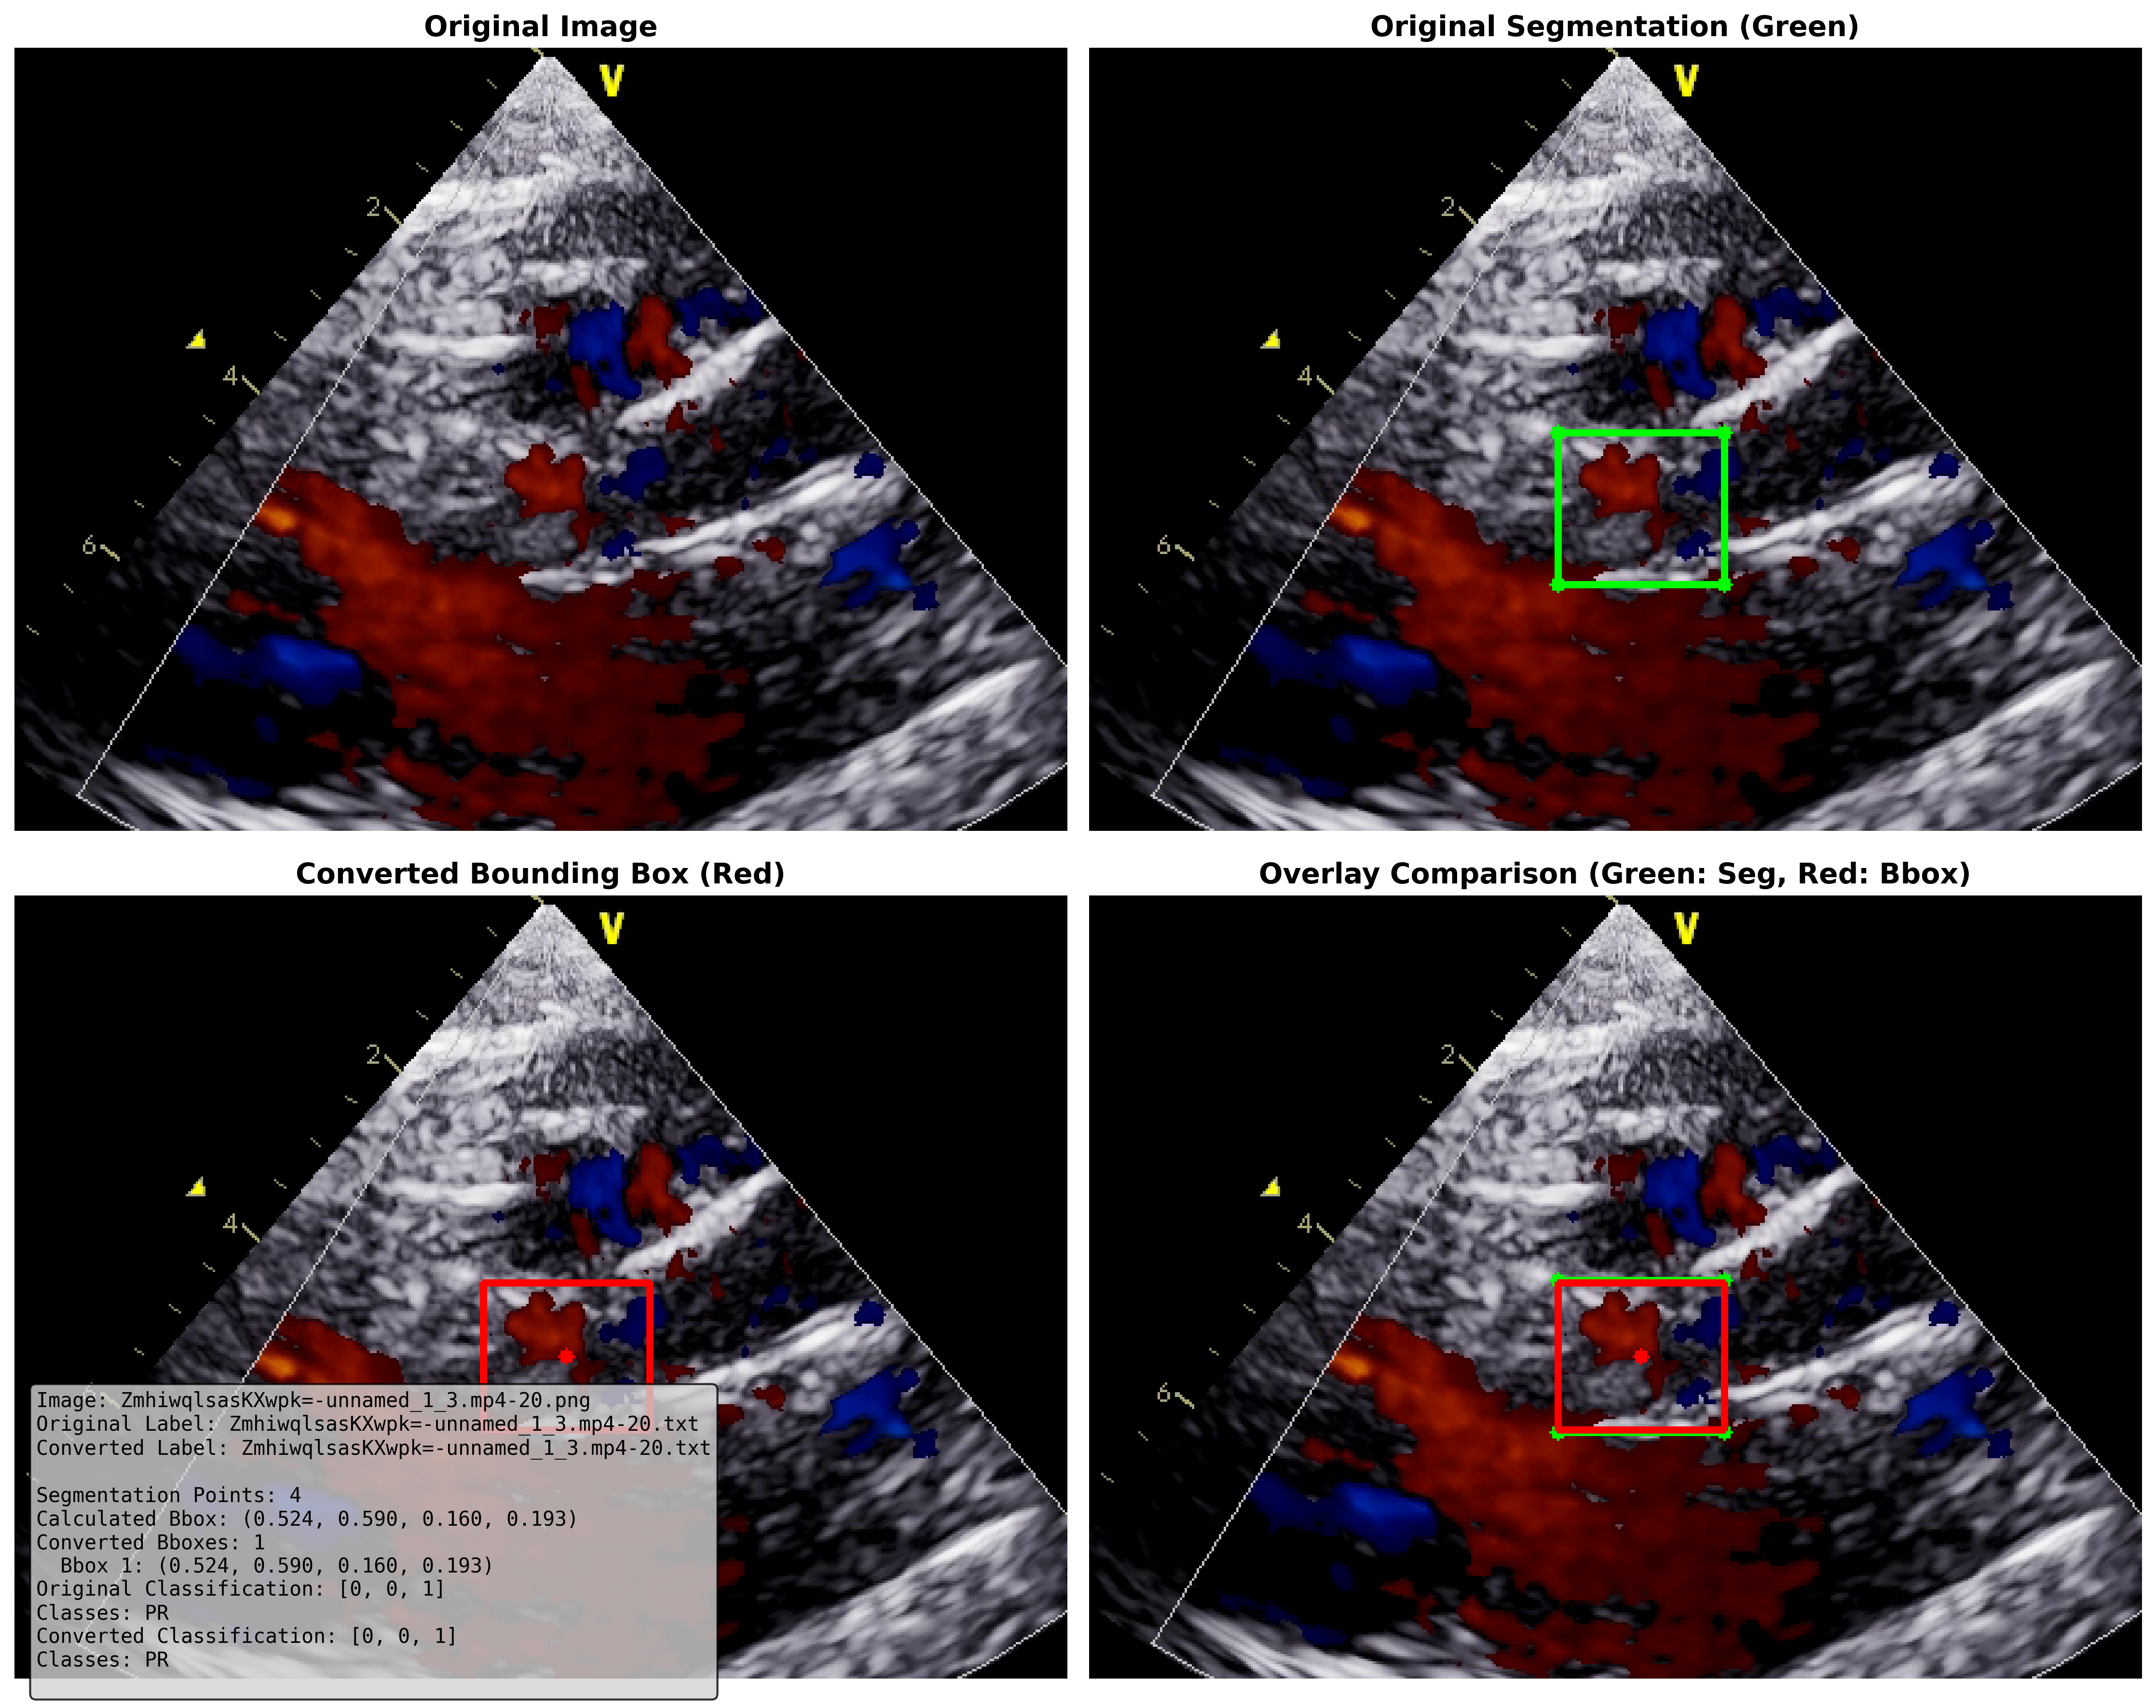 Original Image
Original Segmentation (Green)
V
V
2
2
4
4
6
6
Converted Bounding Box (Red)
Overlay Comparison (Green: Seg, Red: Bbox)
V
V
2
2
4
4
6
Image: ZmhiwqlsasKXwpk=-unnamed_1_3.mp4-20.png
Original Label: ZmhiwqlsasKXwpk=-unnamed_1_3.mp4-20.txt
Converted Label: ZmhiwqlsasKXwpk=-unnamed_1_3.mp4-20.txt
Segmentation Points: 4
Calculated Bbox: (0.524, 0.590, 0.160, 0.193)
Converted Bboxes: 1
Bbox 1: (0.524, 0.590, 0.160, 0.193)
Original Classification: [0, 0, 1]
Classes: PR
Converted Classification: [0, 0, 1]
Classes: PR